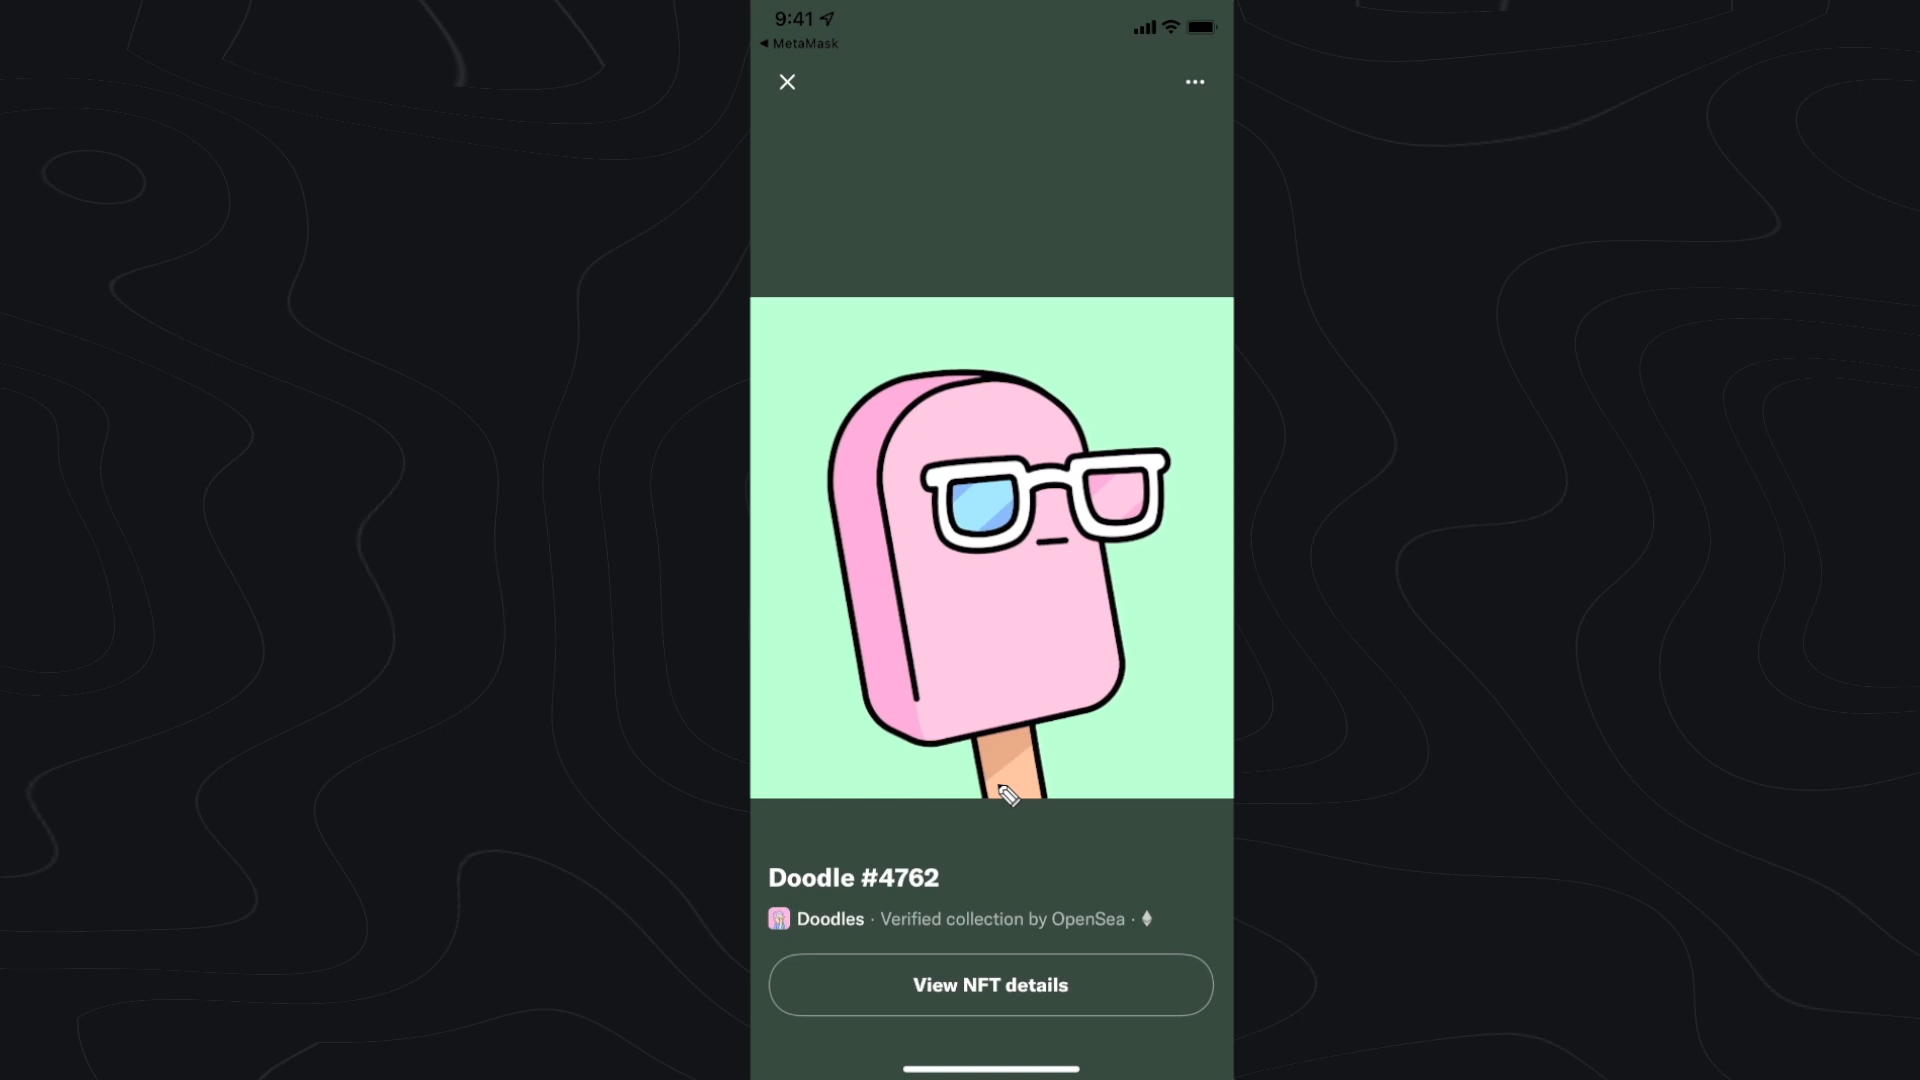 9:41
◀ MetaMask
Doodle #4762
Doodles · Verified collection by OpenSea ·
View NFT details